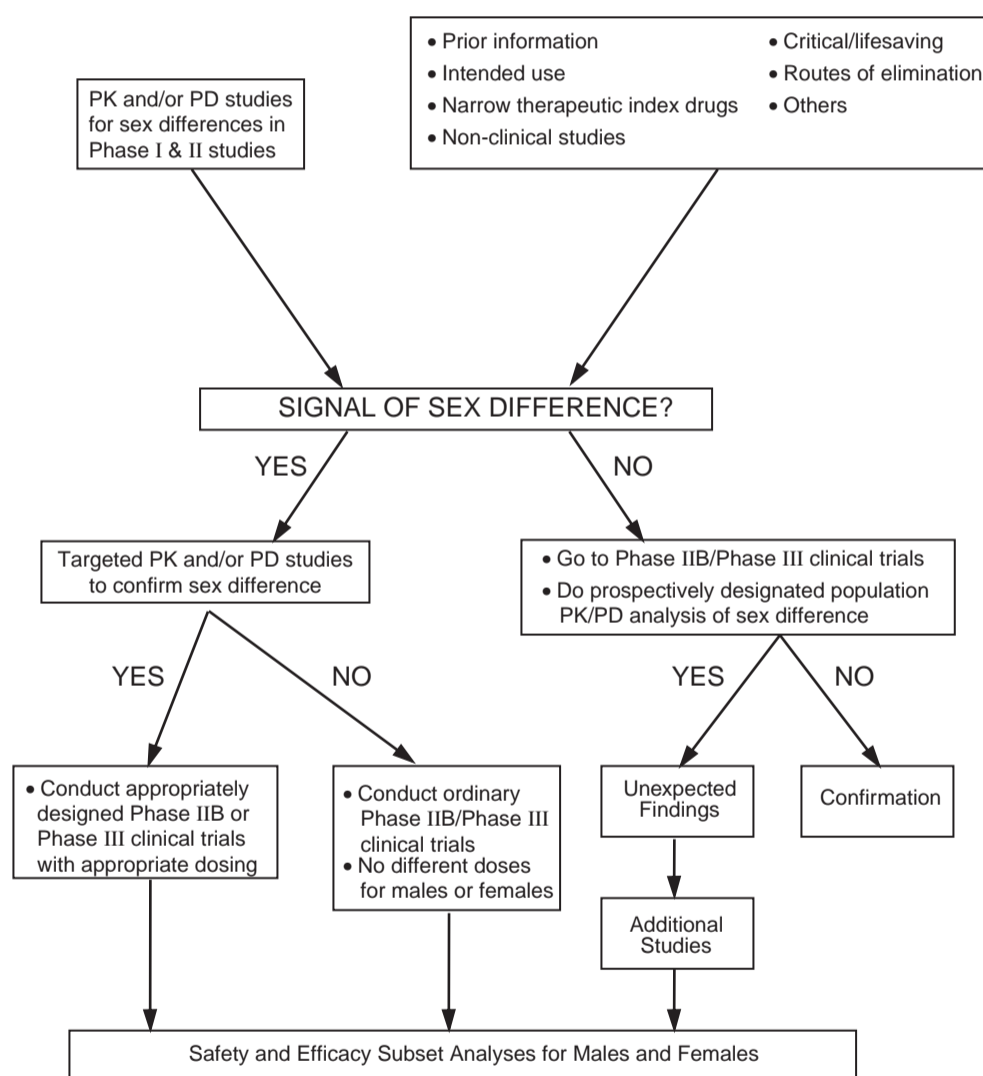 PK and/or PD studies
for sex differences in
Phase I & II studies
• Prior information
• Intended use
• Narrow therapeutic index drugs
• Non-clinical studies
• Critical/lifesaving
• Routes of elimination
• Others
SIGNAL OF SEX DIFFERENCE?
YES
NO
Targeted PK and/or PD studies
to confirm sex difference
• Go to Phase IIB/Phase III clinical trials
• Do prospectively designated population
PK/PD analysis of sex difference
YES
NO
YES
NO
• Conduct appropriately
designed Phase IIB or
Phase III clinical trials
with appropriate dosing
• Conduct ordinary
Phase IIB/Phase III
clinical trials
• No different doses
for males or females
Unexpected
Findings
Confirmation
Additional
Studies
Safety and Efficacy Subset Analyses for Males and Females